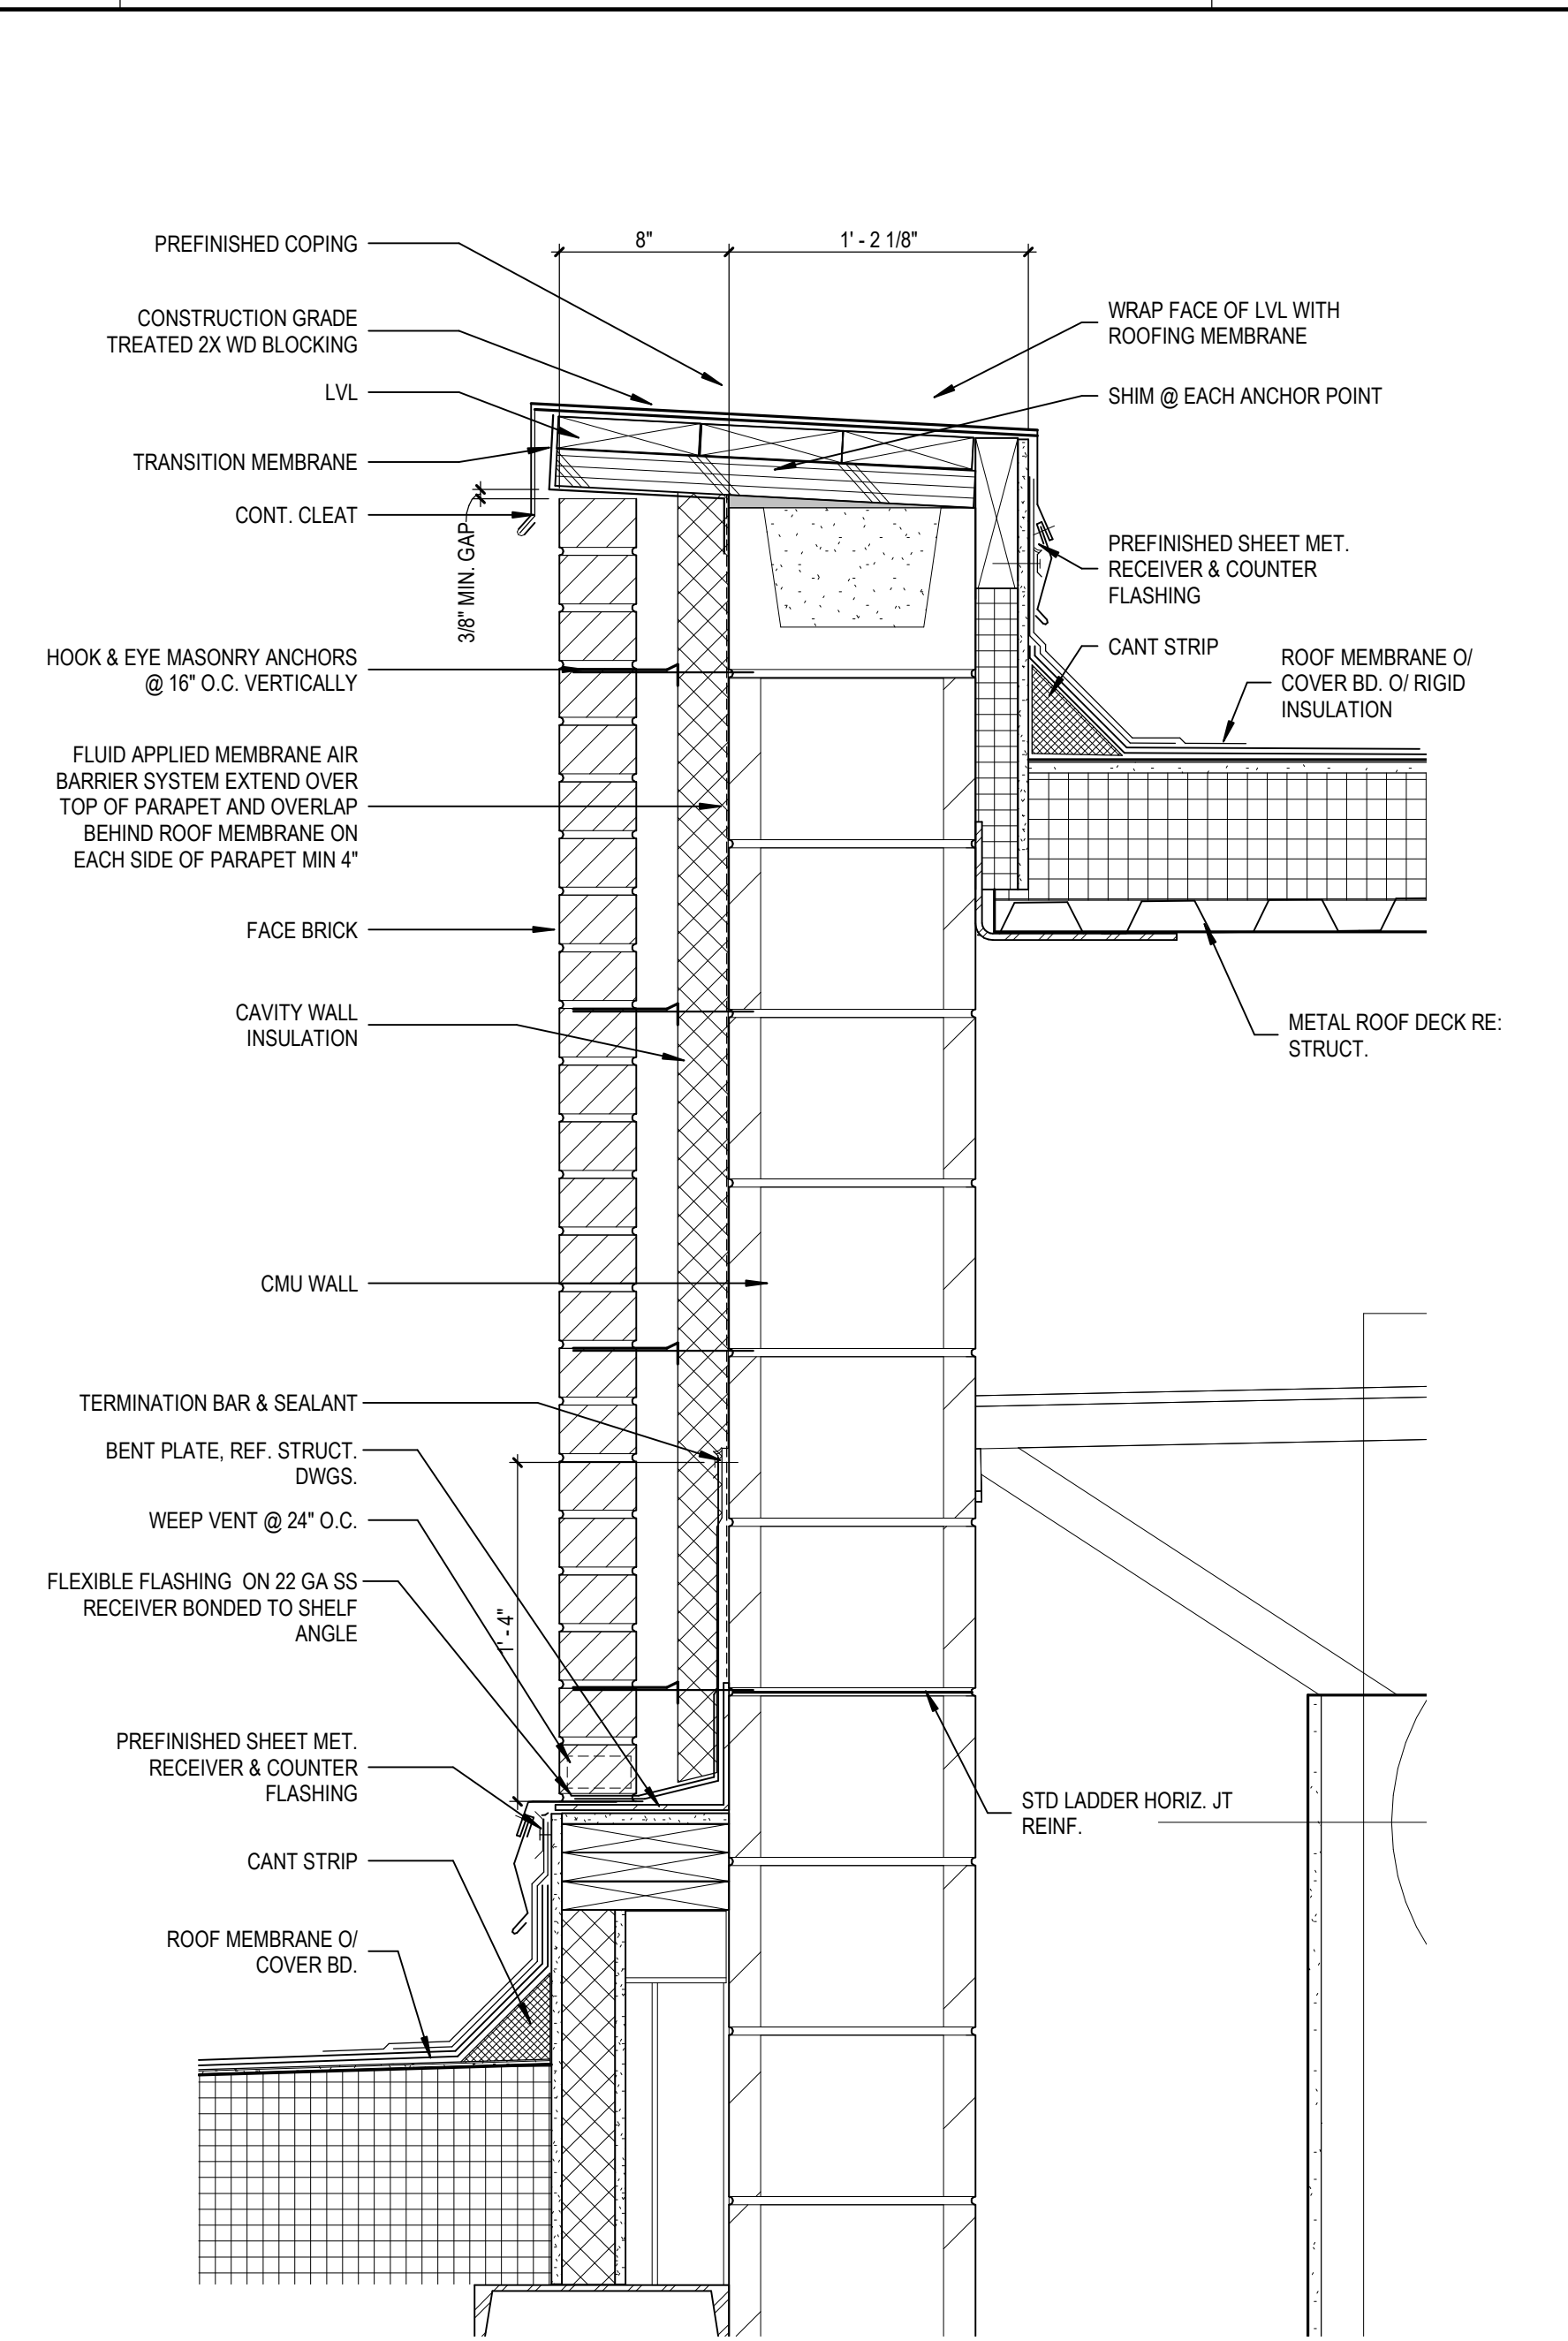 8"
1' - 2 1/8"
PREFINISHED COPING
CONSTRUCTION GRADE
TREATED 2X WD BLOCKING
LVL
TRANSITION MEMBRANE
CONT. CLEAT
3/8" MIN. GAP
HOOK & EYE MASONRY ANCHORS
@ 16" O.C. VERTICALLY
FLUID APPLIED MEMBRANE AIR
BARRIER SYSTEM EXTEND OVER
TOP OF PARAPET AND OVERLAP
BEHIND ROOF MEMBRANE ON
EACH SIDE OF PARAPET MIN 4"
FACE BRICK
CAVITY WALL
INSULATION
CMU WALL
TERMINATION BAR & SEALANT
BENT PLATE, REF. STRUCT.
DWGS.
WEEP VENT @ 24" O.C.
FLEXIBLE FLASHING  ON 22 GA SS
RECEIVER BONDED TO SHELF
ANGLE
1' - 4"
PREFINISHED SHEET MET.
RECEIVER & COUNTER
FLASHING
CANT STRIP
ROOF MEMBRANE O/
COVER BD.
WRAP FACE OF LVL WITH
ROOFING MEMBRANE
SHIM @ EACH ANCHOR POINT
PREFINISHED SHEET MET.
RECEIVER & COUNTER
FLASHING
CANT STRIP
ROOF MEMBRANE O/
COVER BD. O/ RIGID
INSULATION
METAL ROOF DECK RE:
STRUCT.
STD LADDER HORIZ. JT
REINF.